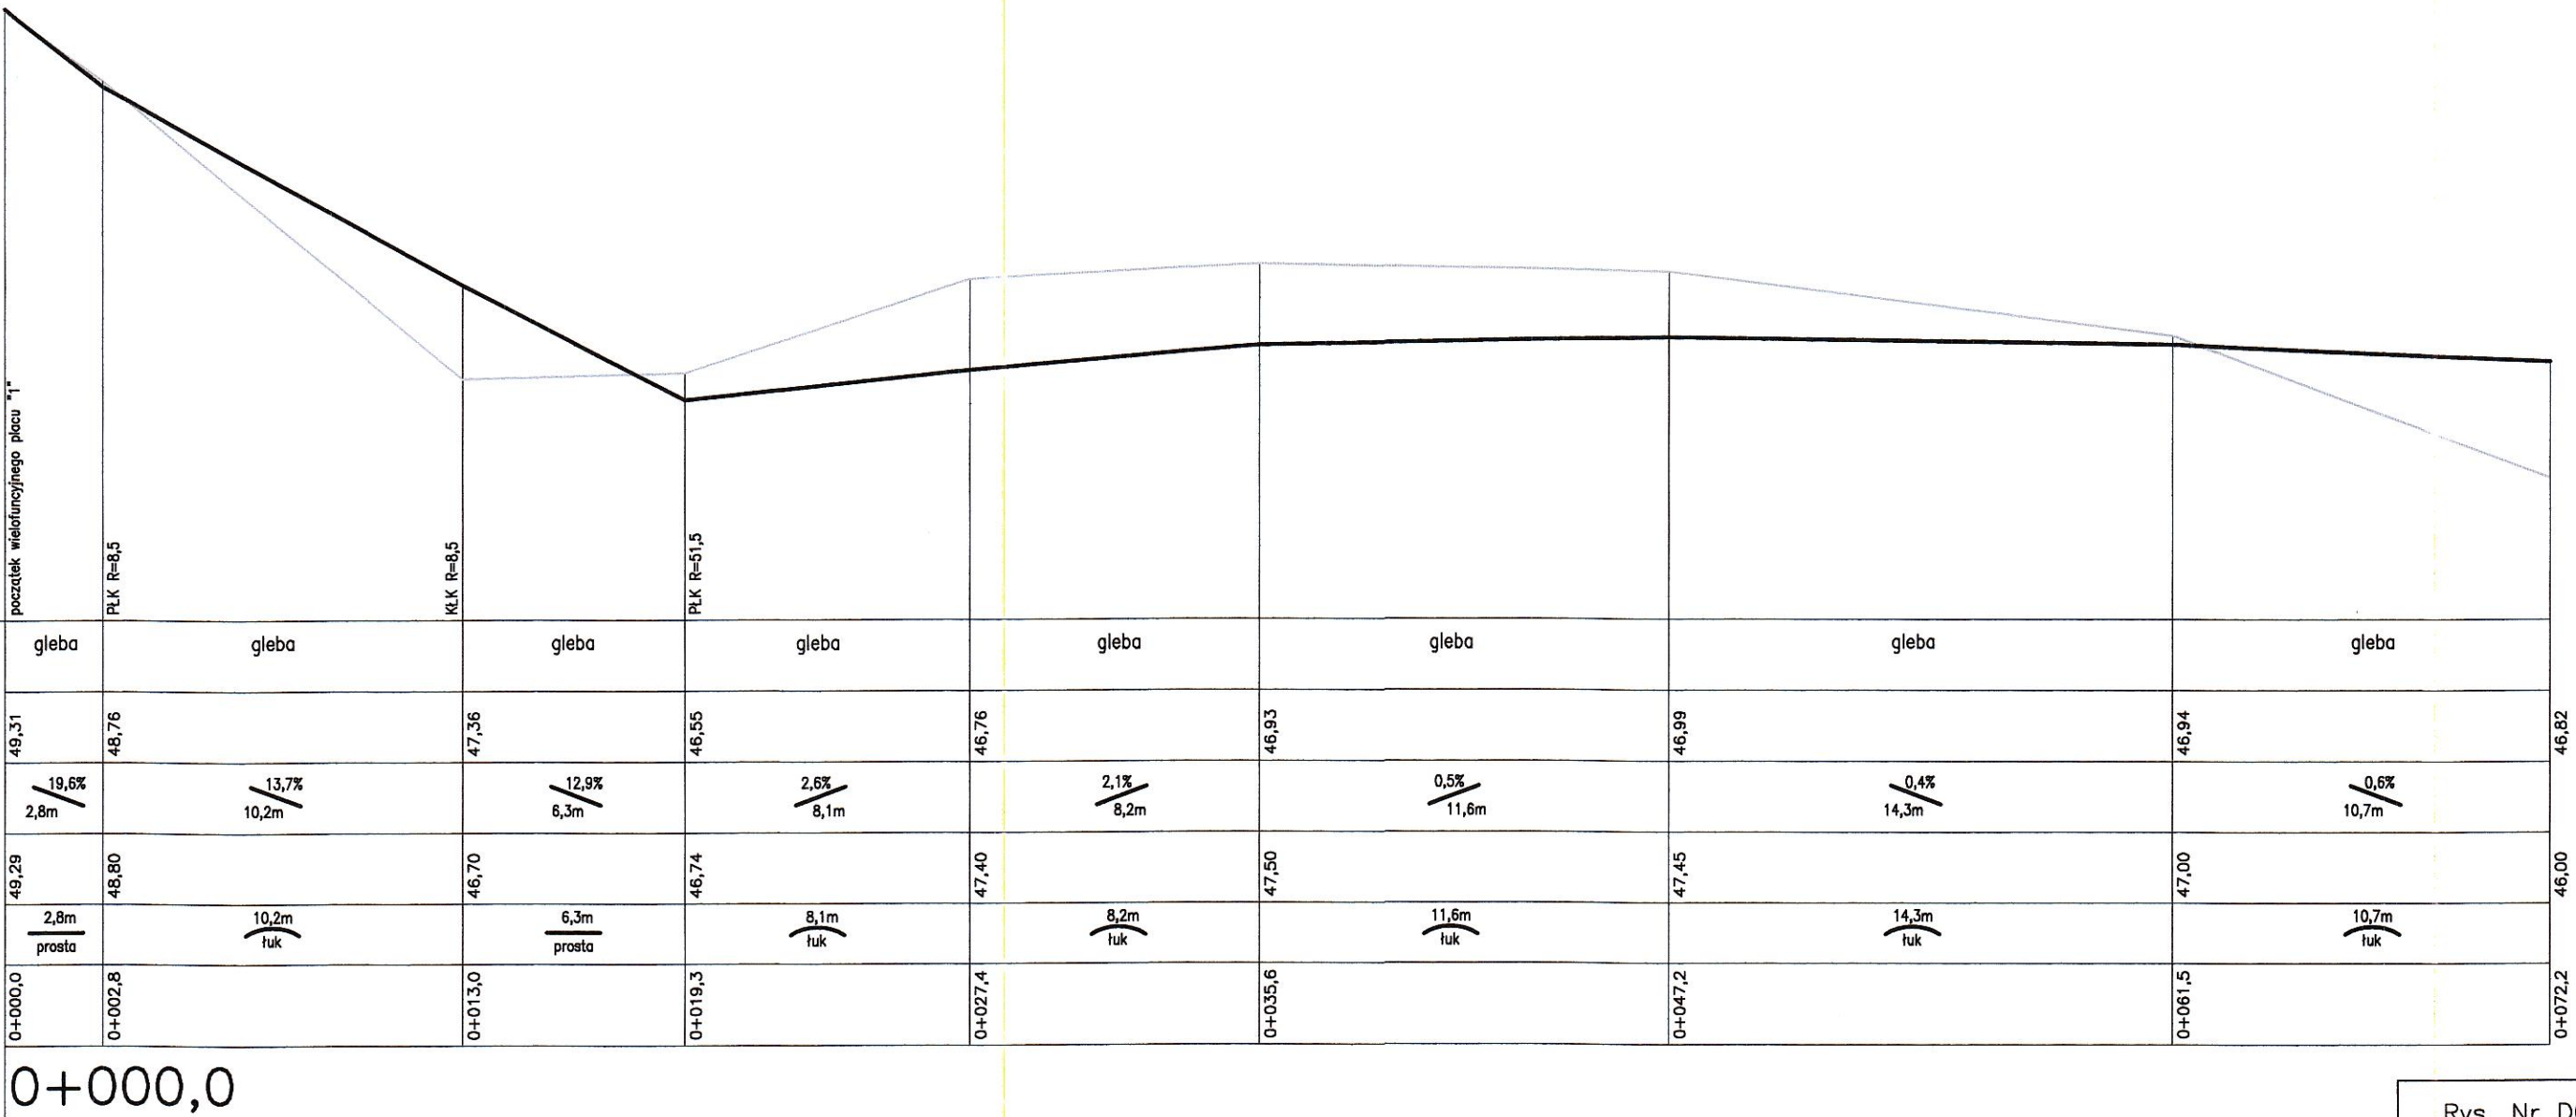 początek wielofuncyjnego placu "1"
PŁK R=8,5
KŁK R=8,5
PŁK R=51,5
gleba gleba gleba gleba gleba gleba gleba gleba
49,31 48,76 47,36 46,55 46,76 46,93 46,99 46,94 46,82
19,6% 13,7% 12,9% 2,6% 2,1% 0,5% 0,4% 0,6%
2,8m 10,2m 6,3m 8,1m 8,2m 11,6m 14,3m 10,7m
49,29 48,80 46,70 46,74 47,40 47,50 47,45 47,00 46,00
2,8m 10,2m 6,3m 8,1m 8,2m 11,6m 14,3m 10,7m
prosta łuk prosta łuk łuk łuk łuk łuk
0+000,0 0+002,8 0+013,0 0+019,3 0+027,4 0+035,6 0+047,2 0+061,5 0+072,2
0+000,0
Rys. Nr D